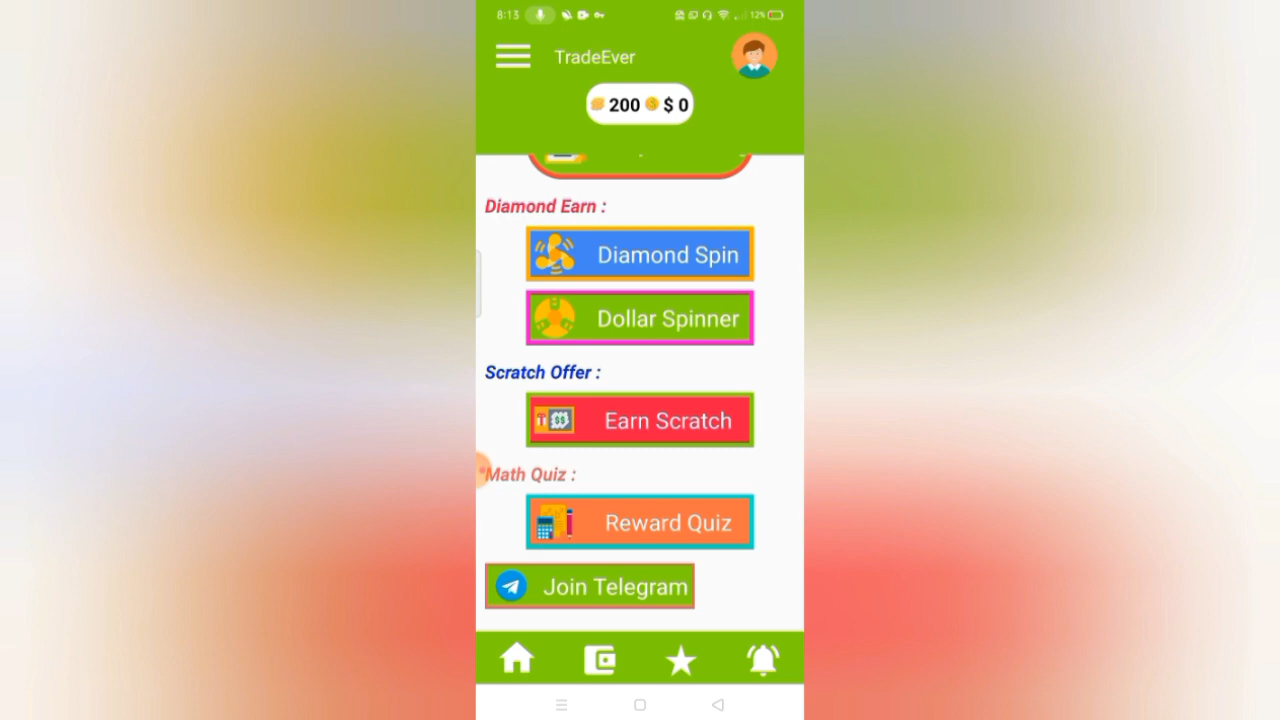 8:13 12%
TradeEver
200 $ 0
Diamond Earn :
Diamond Spin
Dollar Spinner
Scratch Offer :
Earn Scratch
Math Quiz :
Reward Quiz
Join Telegram